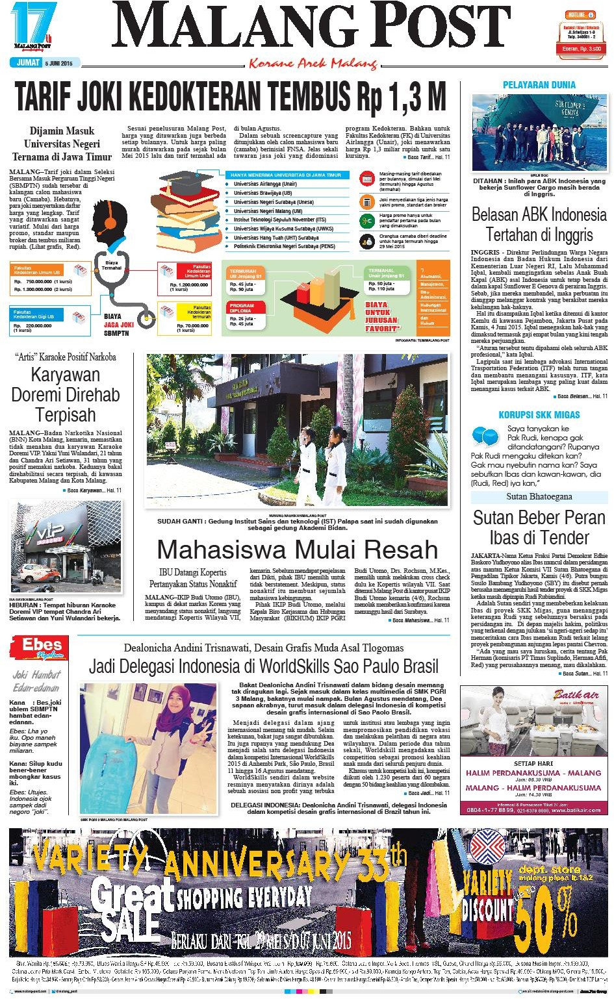 17th
MALANG POST
MALANG POST
HOTLINE
Redaksi / Iklan / Sirkulasi:
Jl.Sriwijaya 1-9
Telp. 340081 - 2
Eceran, Rp. 3.500
JUMAT 5 JUNI 2015
Korane Arek Malang
TARIF JOKI KEDOKTERAN TEMBUS Rp 1,3 M
Dijamin Masuk
Universitas Negeri
Ternama di Jawa Timur
MALANG–Tarif joki dalam Seleksi
Bersama Masuk Perguruan Tinggi Negeri
(SBMPTN) sudah tersebar di
kalangan calon mahasiswa
baru (Camaba). Hebatnya,
para joki menyertakan daftar
harga yang lengkap. Tarif
yang ditawarkan sangat
variatif. Mulai dari harga
promo, standar maupun
broker dan tembus miliaran
rupiah. (Lihat grafis, Red).
Sesuai penelusuran Malang Post,
harga yang ditawarkan juga berbeda
setiap bulannya. Untuk harga paling
murah ditawarkan pada sejak bulan
Mei 2015 lalu dan tarif termahal ada
di bulan Agustus.
Dalam sebuah screencapture yang
ditunjukkan oleh calon mahasiswa baru
(camaba) berinisial FNSA. Jelas sekali
tawaran jasa joki yang didominasi
program Kedokteran. Bahkan untuk
Fakultas Kedokteran (FK) di Universitas
Airlangga (Unair), joki menawarkan
harga Rp 1,3 miliar rupiah untuk satu
kursinya.
Baca Tarif... Hal. 11
HANYA MENERIMA UNIVERSITAS DI JAWA TIMUR
Universitas Airlangga (Unair)
Universitas Brawijaya (UB)
Universitas Negeri Surabaya (Unesa)
Universitas Negeri Malang (UM)
Institut Teknologi Sepuluh November (ITS)
Universitas Wijaya Kusuma Surabaya (UWKS)
Universitas Hang Tuah (UHT) Surabaya
Politeknik Elektronika Negeri Surabaya (PENS)
Masing-masing tarif dibedakan
per bulannya, dimulai dari Mei
(termurah) hingga Agustus
(termahal)
Joki menyediakan tiga jenis harga
yakni promo, standart dan broker
Harga promo hanya untuk
pendaftar pertama pada bulan
yang dimaksudkan
Orangtua camaba diberi deadline
untuk harga termurah hingga
29 Mei 2015
Biaya
Termahal
Fakultas
Kedokteran Umum UB
Rp. 750.000.000 (1 kursi)
Rp. 1.300.000.000 (2 kursi)
Fakultas
Kedokteran Gigi UB
Rp. 220.000.000
(1 kursi)
Fakultas
Kedokteran
Umum Unair
Rp. 1.200.000.000
(1 kursi)
Fakultas
Kedokteran
termurah
Rp. 70.000.000
(1 kursi)
BIAYA
JASA JOKI
SBMPTN
TERMURAH
UB Jenjang S1
Rp. 45 juta -
Rp. 90 juta
PROGRAM
DIPLOMA
Rp. 26 juta -
Rp. 45 juta
TERMAHAL
Unair jenjang S1
Rp. 50 juta -
Rp. 110 juta
BIAYA
UNTUK
JURUSAN
FAVORIT*
Akuntansi,
Manajemen,
Ilmu
Administrasi,
Hubungan
Internasional
dan
Hukum
INFOGRAFIS: TEM/MALANG POST
PELAYARAN DUNIA
SUNFLOWER E
GENOVA
SPILN DOC
DITAHAN : Inilah para ABK Indonesia yang
bekerja Sunflower Cargo masih berada
di Inggris.
Belasan ABK Indonesia
Tertahan di Inggris
INGGRIS - Direktur Perlindungan Warga Negara
Indonesia dan Badan Hukum Indonesia dari
Kementerian Luar Negeri RI, Lalu Muhammad
Iqbal, kembali mengingatkan sebelas Anak Buah
Kapal (ABK) asal Indonesia untuk tetap berada di
dalam kapal Sunflower E Genova di perairan Inggris.
Sebab, jika mereka membandel, maka perbuatan itu
dianggap melanggar kontrak yang berakibat mereka
kehilangan hak-haknya.
Hal itu disampaikan Iqbal ketika ditemui di kantor
Kemlu di kawasan Pejambon, Jakarta Pusat pada
Kamis, 4 Juni 2015. Iqbal menegaskan hak-hak yang
dimaksud termasuk gaji empat bulan yang kini tengah
mereka perjuangkan.
“Aturan tersebut tentu dipahami oleh seluruh ABK
profesional,” kata Iqbal.
Lagipula saat ini lembaga advokasi International
Trasportation Federation (ITF) telah turun tangan
dan membantu menangani kasusnya. ITF, kata
Iqbal merupakan lembaga yang paling kuat dalam
menangani kasus terkait ABK.
Baca Belasan... Hal. 11
“Artis” Karaoke Positif Narkoba
Karyawan
Doremi Direhab
Terpisah
MALANG–Badan Narkotika Nasional
(BNN) Kota Malang, kemarin, memastikan
tidak menahan dua karyawan Karaoke
Doremi VIP. Yakni Yuni Wulandari, 21 tahun
dan Chandra Ari Setiawan, 31 tahun yang
positif memakai narkoba. Keduanya bakal
direhabilitasi secara terpisah, di kawasan
Kabupaten Malang dan Kota Malang.
Baca Karyawan... Hal. 11
VIP
DOREMI
IRA RAVIKA/MALANG POST
HIBURAN : Tempat hiburan Karaoke
Doremi VIP tempat Chandra Ari
Setiawan dan Yuni Wulandari bekerja.
NUNUNG NASHIKAH/MALANG POST
SUDAH GANTI : Gedung Institut Sains dan teknologi (IST) Palapa saat ini sudah digunakan
sebagai gedung Akademi Bidan.
Mahasiswa Mulai Resah
IBU Datangi Kopertis
Pertanyakan Status Nonaktif
MALANG–IKIP Budi Utomo (IBU),
kampus di dekat markas Korem yang
menyandang status nonaktif, langsung
mendatangi Kopertis Wilayah VII,
kemarin. Sebelum mendapat penjelasan
dari Dikti, pihak IBU memilih untuk
tidak berstatement. Meskipun, status
nonaktif itu membuat sejumlah
mahasiswa kebingungan.
Pihak IKIP Budi Utomo, melalui
Kepala Biro Kerjasama dan Hubungan
Masyarakat (BIKHUM) IKIP PGRI
Budi Utomo, Drs. Rochsun, M.Kes.,
memilih untuk melakukan cross check
dulu ke Kopertis wilayah VII. Saat
ditemui Malang Post di kantor pusat IKIP
Budi Utomo kemarin (4/6), Rochsun
menolak memberikan konfirmasi karena
menunggu hasil dari Surabaya.
Baca Mahasiswa... Hal. 11
KORUPSI SKK MIGAS
Saya tanyakan ke
Pak Rudi, kenapa gak
ditandatangani? Rupanya
Pak Rudi mengaku ditekan kan?
Gak mau nyebutin nama kan? Saya
sebutkan Ibas dan kawan-kawan, dia
(Rudi, Red) iya kan,”
Sutan Bhatoegana
Sutan Beber Peran
Ibas di Tender
JAKARTA-Nama Ketua Fraksi Partai Demokrat Edhie
Baskoro Yudhoyono alias Ibas muncul dalam persidangan
atas mantan Ketua Komisi VII Sutan Bhatoegana di
Pengadilan Tipikor Jakarta, Kamis (4/6). Putra bungsu
Susilo Bambang Yudhoyono (SBY) itu disebut pernah
berusaha memengaruhi hasil tender proyek di SKK Migas
ketika masih dipimpin Rudi Rubiandini.
Adalah Sutan sendiri yang membeberkan kelakuan
Ibas di proyek SKK Migas, guna menanggapi
keterangan Rudi yang sebelumnya bersaksi pada
persidangan itu. Di depan majelis hakim, politikus
yang terkenal dengan julukan ‘si ngeri-ngeri sedap itu’
menceritakan cara Ibas menekan Rudi terkait lelang
proyek pembangunan anjungan lepas pantai Chevron.
“Ada yang mau saya luruskan, cerita tentang Pak
Herman (komisaris PT Timas Suplindo, Herman Afifi,
Red) yang perusahaannya menang, mau dikalahkan.
Baca Sutan... Hal. 11
Ebes
Ngalam
Joki Hambat
Edan-edanan
Kana : Bes,joki
ublem SBMPTN
hambat edan-
edanan.
Ebes: Lha yo
iku. Opo maneh
biayane sampek
miliaran.
Kana: Silup kudu
bener-bener
mbongkar kasus
iki.
Ebes: Utujes.
Indonesia ojok
sampek dadi
negoro “joki”.
Dealonicha Andini Trisnawati, Desain Grafis Muda Asal Tlogomas
Jadi Delegasi Indonesia di WorldSkills Sao Paulo Brasil
Bakat Dealonicha Andini Trisnawati dalam bidang desain memang
tak diragukan lagi. Sejak masuk dalam kelas multimedia di SMK PGRI
3 Malang, bakatnya mulai nampak. Bulan Agustus mendatang, Dea
sapaan akrabnya, turut masuk dalam delegasi Indonesia di kompetisi
desain grafis internasional di Sao Paolo Brasil.
Menjadi delegasi dalam ajang
internasional memang tak mudah. Selain
ketekunan, bakat juga sangat dibutuhkan.
Itu juga rupanya yang mendukung Dea
menjadi salah satu delegasi Indonesia
dalam kompetisi International WorldSkills
2015 di Anhembi Park, São Paulo, Brasil
11 hingga 16 Agustus mendatang.
WorldSkills sendiri dalam website
resminya menyatakan dirinya adalah
sebuah asosiasi non profit yang terbuka
untuk institusi atau lembaga yang ingin
mempromosikan pendidikan vokasi
dan melakukan pelatihan di negara atau
wilayahnya. Dalam periode dua tahun
sekali, Worldskill mengadakan skill
competition sebagai promosi keahlian
anak muda dari seluruh penjuru dunia.
Khusus untuk kompetisi kali ini, kompetisi
diikuti oleh 1.230 peserta dari 60 negara
dengan 50 bidang keahlian yang dilombakan.
Baca Jadi... Hal. 11
DELEGASI INDONESIA: Dealonicha Andini Trisnawati, delegasi Indonesia
dalam kompetisi desain grafis internasional di Brazil tahun ini.
SMK PGRI 3 MALANG FOR MALANG POST
Batik air
SETIAP HARI
HALIM PERDANAKUSUMA - MALANG
Jam: 06.30 WIB
MALANG - HALIM PERDANAKUSUMA
Jam: 14.30 WIB
Informasi & Pemesanan Tiket 24 Jam:
0804-1-77 88 99, 021-6379 8000, www.batikair.com
VARIETY ANNIVERSARY 33th
Great SALE
SHOPPING EVERYDAY
BERLAKU DARI TGL 29 MEI S/D 07 JUNI 2015
VARIETY dept. store
malang plasa lt.1&2
DISCOUNT UP TO 50%
www.malang-post.com
@malang_post
email: redaksi@malang-post.com
Jawa Pos Group